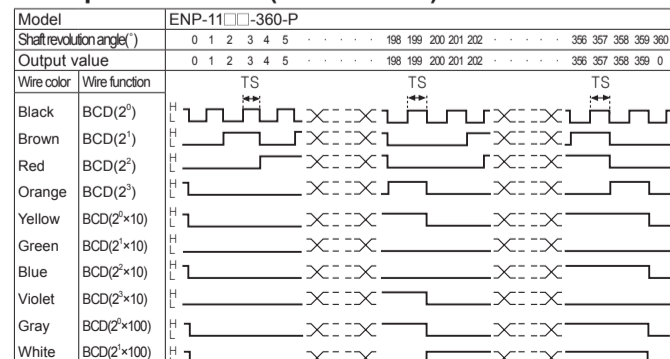 Model ENP-11□□-360-P
Shaft revolution angle(˚) 0 1 2 3 4 5 · · · · · 198 199 200 201 202 · · · · · 356 357 358 359 360
Output value 0 1 2 3 4 5 · · · · · 198 199 200 201 202 · · · · · 356 357 358 359 0
Wire color Wire function TS TS TS
Black BCD(2⁰) H L
Brown BCD(2¹) H L
Red BCD(2²) H L
Orange BCD(2³) H L
Yellow BCD(2⁰×10) H L
Green BCD(2¹×10) H L
Blue BCD(2²×10) H L
Violet BCD(2³×10) H L
Gray BCD(2⁰×100) H L
White BCD(2¹×100) H L